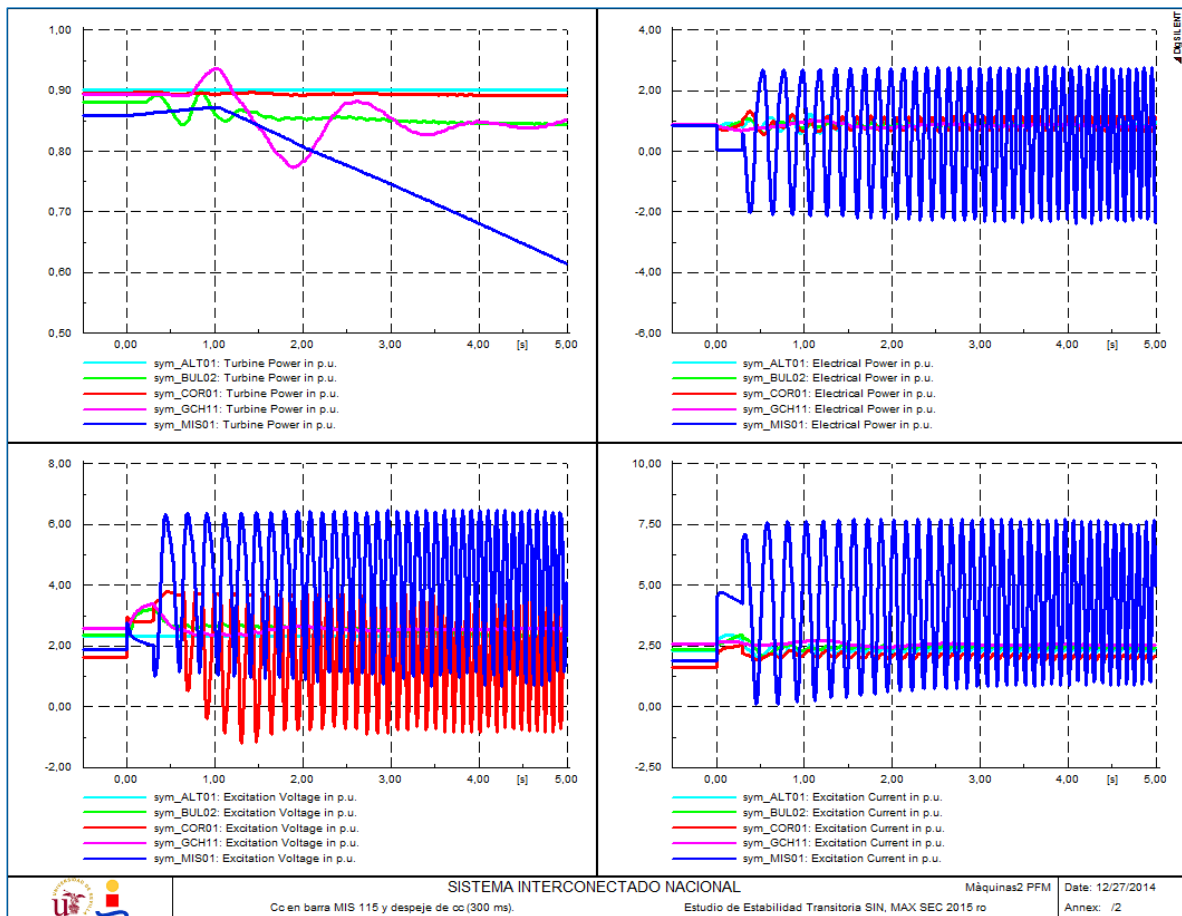 1,00
0,90
0,80
0,70
0,60
0,50
0,00
1,00
2,00
3,00
4,00
[s]
5,00
sym_ALT01: Turbine Power in p.u.
sym_BUL02: Turbine Power in p.u.
sym_COR01: Turbine Power in p.u.
sym_GCH11: Turbine Power in p.u.
sym_MIS01: Turbine Power in p.u.
4,00
2,00
0,00
-2,00
-4,00
-6,00
0,00
1,00
2,00
3,00
4,00
[s]
5,00
sym_ALT01: Electrical Power in p.u.
sym_BUL02: Electrical Power in p.u.
sym_COR01: Electrical Power in p.u.
sym_GCH11: Electrical Power in p.u.
sym_MIS01: Electrical Power in p.u.
DIgSILENT
8,00
6,00
4,00
2,00
0,00
-2,00
0,00
1,00
2,00
3,00
4,00
[s]
5,00
sym_ALT01: Excitation Voltage in p.u.
sym_BUL02: Excitation Voltage in p.u.
sym_COR01: Excitation Voltage in p.u.
sym_GCH11: Excitation Voltage in p.u.
sym_MIS01: Excitation Voltage in p.u.
10,00
7,50
5,00
2,50
0,00
-2,50
0,00
1,00
2,00
3,00
4,00
[s]
5,00
sym_ALT01: Excitation Current in p.u.
sym_BUL02: Excitation Current in p.u.
sym_COR01: Excitation Current in p.u.
sym_GCH11: Excitation Current in p.u.
sym_MIS01: Excitation Current in p.u.
SISTEMA INTERCONECTADO NACIONAL
Màquinas2 PFM
Cc en barra MIS 115 y despeje de cc (300 ms).
Estudio de Estabilidad Transitoria SIN, MAX SEC 2015 ro
Date: 12/27/2014
Annex: /2